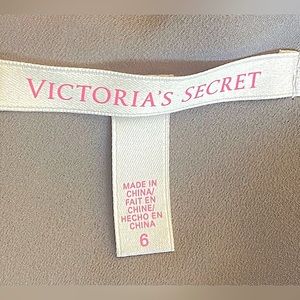 VICTORIA'S SECRET
MADE IN
CHINA/
FAIT EN
CHINE/
HECHO EN
CHINA
6